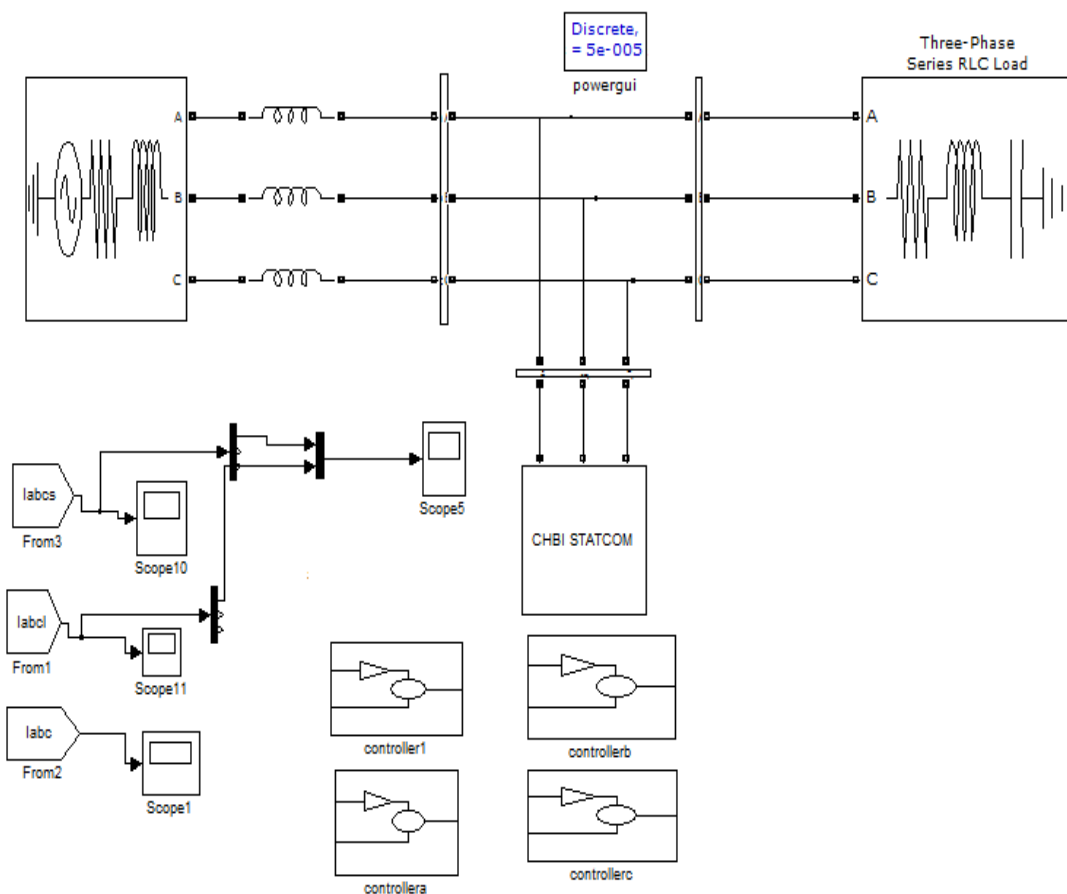 Discrete,
= 5e-005
powergui
Three-Phase
Series RLC Load
A
B
C
A
B
C
CHBI STATCOM
Iabcs
From3
Scope10
Scope5
Iabcl
From1
Scope11
Iabc
From2
Scope1
controller1
controllerb
controllera
controllerc